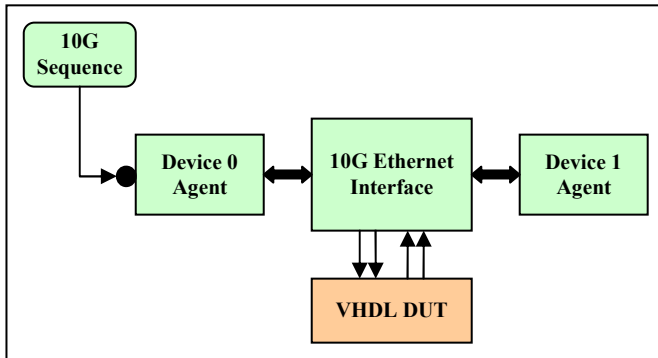 10G
Sequence
Device 0
Agent
10G Ethernet
Interface
Device 1
Agent
VHDL DUT